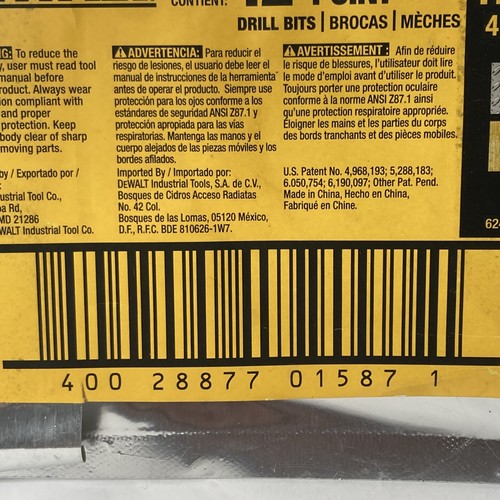 CONTIENT:
POINT
DRILL BITS | BROCAS | MÈCHES
4
To reduce the
y, user must read tool
manual before
roduct. Always wear
ion compliant with
and proper
protection. Keep
body clear of sharp
moving parts.
by / Exportado por /
ustrial Tool Co.,
pa Rd,
MD 21286
WALT Industrial Tool Co.
ADVERTENCIA: Para reducir el
riesgo de lesiones, el usuario debe leer el
manual de instrucciones de la herramienta
antes de operar el producto. Siempre use
protección para los ojos conforme a los
estándares de seguridad ANSI Z87.1 y
protección apropiada para las vías
respiratorias. Mantenga las manos y el
cuerpo alejados de las piezas móviles y los
bordes afilados.
Imported By / Importado por:
DEWALT Industrial Tools, S.A. de C.V.,
Bosques de Cidros Acceso Radiatas
No. 42 Col.
Bosques de las Lomas, 05120 México,
D.F., R.F.C. BDE 810626-1W7.
AVERTISSEMENT: Afin de réduire
le risque de blessures, l'utilisateur doit lire
le mode d'emploi avant d'utiliser le produit.
Toujours porter une protection oculaire
conforme à la norme ANSI Z87.1 ainsi
qu'une protection respiratoire appropriée.
Éloigner les mains et les parties du corps
des bords tranchants et des pièces mobiles.
U.S. Patent No. 4,968,193; 5,288,183;
6.050,754; 6,190,097; Other Pat. Pend.
Made in China, Hecho en China,
Fabriqué en Chine.
624
400 28877 01587 1